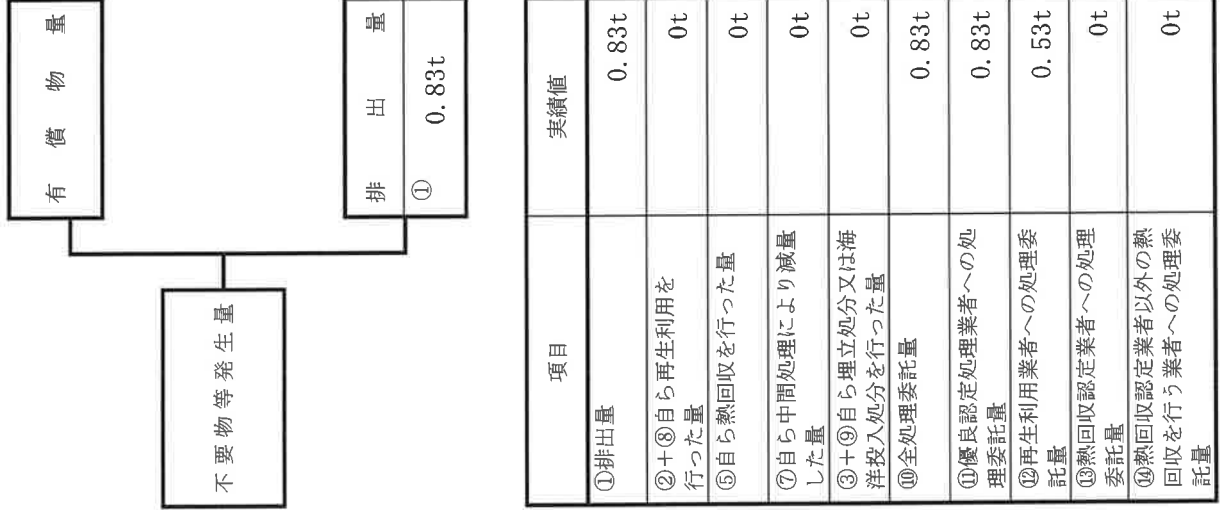 有償物量
不要物等発生量
排出量
①
0.83t
項目
実績値
①排出量
0.83t
②+⑧自ら再生利用を
行った量
0t
⑤自ら熱回収を行った量
0t
⑦自ら中間処理により減量
した量
0t
③+⑨自ら埋立処分又は海
洋投入処分を行った量
0t
⑩全処理委託量
0.83t
⑪優良認定処理業者への処
理委託量
0.83t
⑫再生利用業者への処理委
託量
0.53t
⑬熱回収認定業者への処理
委託量
0t
⑭熱回収認定業者以外の熱
回収を行う業者への処理委
託量
0t